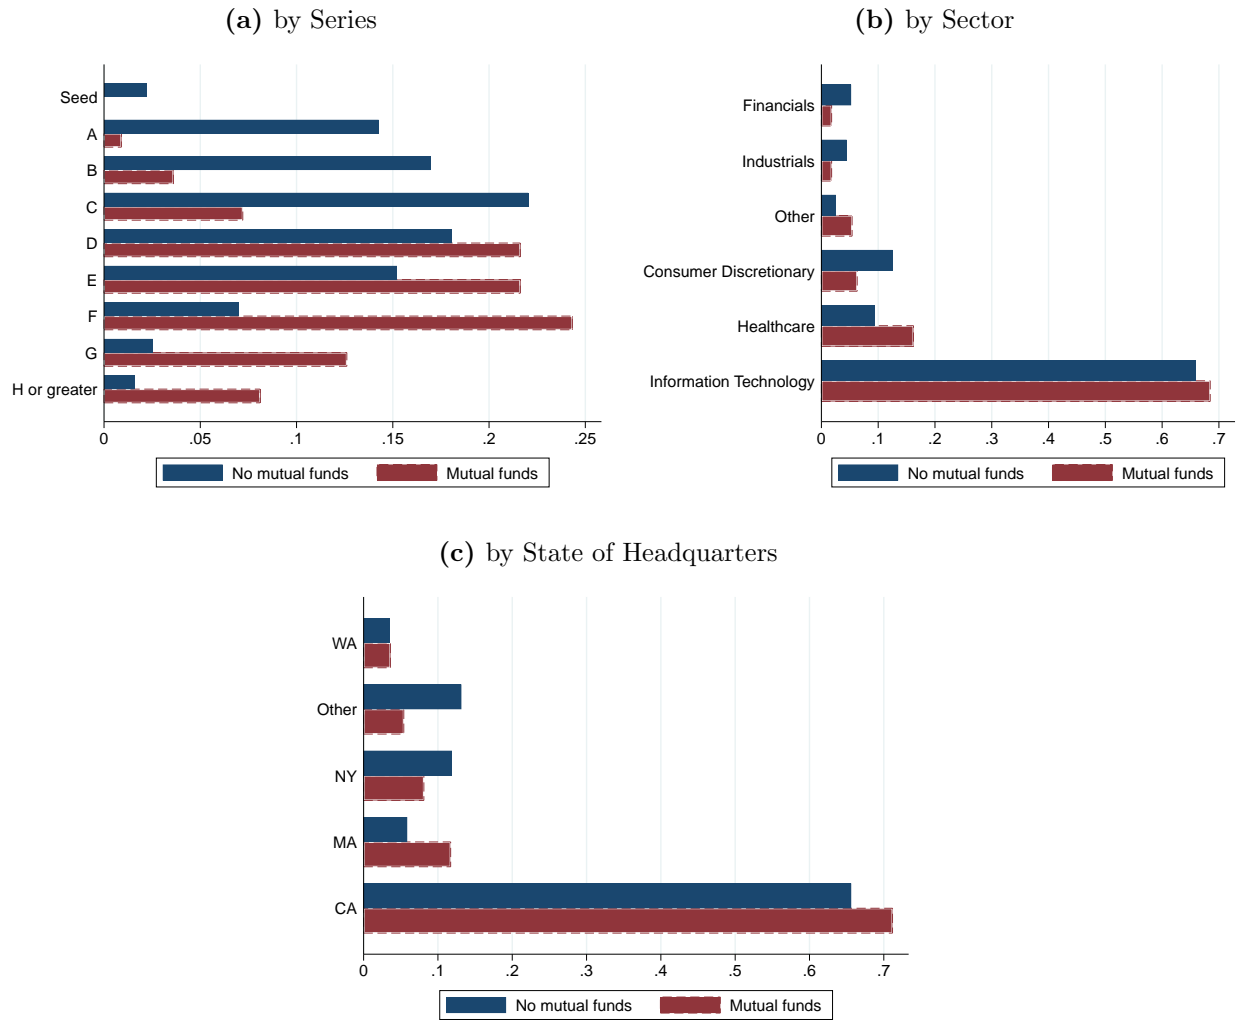 (a) by Series
Seed
A
B
C
D
E
F
G
H or greater
0 .05 .1 .15 .2 .25
No mutual funds Mutual funds
(b) by Sector
Financials
Industrials
Other
Consumer Discretionary
Healthcare
Information Technology
0 .1 .2 .3 .4 .5 .6 .7
No mutual funds Mutual funds
(c) by State of Headquarters
WA
Other
NY
MA
CA
0 .1 .2 .3 .4 .5 .6 .7
No mutual funds Mutual funds